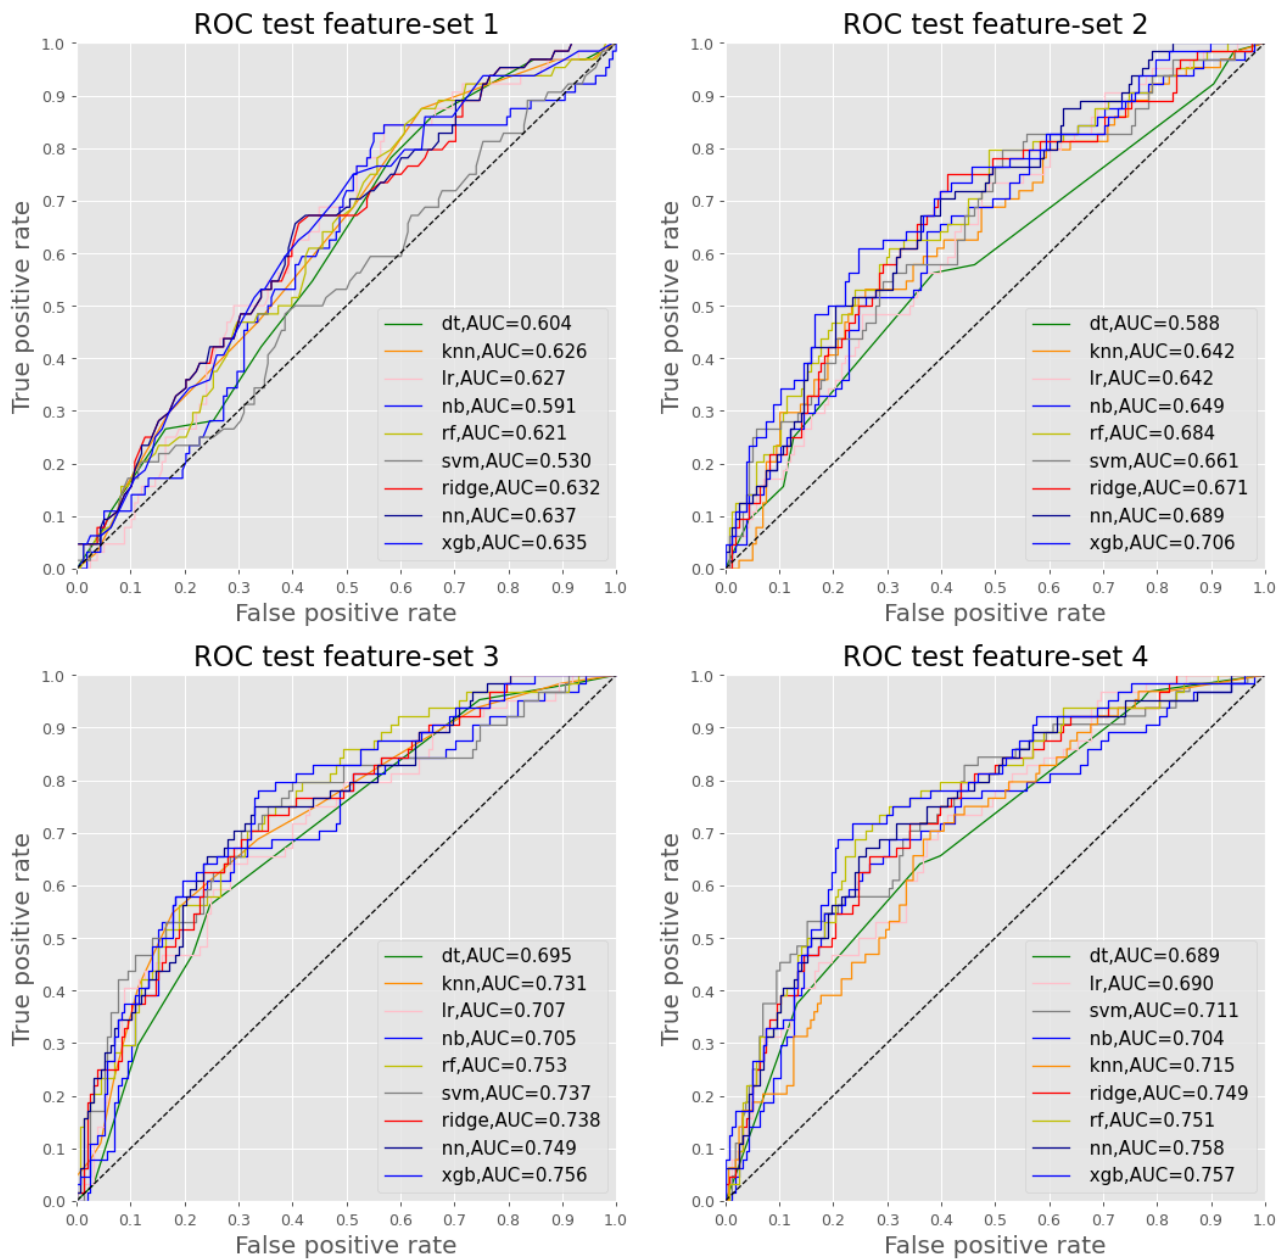 ROC test feature-set 1
True positive rate
1.0
0.9
0.8
0.7
0.6
0.5
0.4
0.3
0.2
0.1
0.0
dt,AUC=0.604
knn,AUC=0.626
lr,AUC=0.627
nb,AUC=0.591
rf,AUC=0.621
svm,AUC=0.530
ridge,AUC=0.632
nn,AUC=0.637
xgb,AUC=0.635
0.0 0.1 0.2 0.3 0.4 0.5 0.6 0.7 0.8 0.9 1.0
False positive rate
ROC test feature-set 2
True positive rate
1.0
0.9
0.8
0.7
0.6
0.5
0.4
0.3
0.2
0.1
0.0
dt,AUC=0.588
knn,AUC=0.642
lr,AUC=0.642
nb,AUC=0.649
rf,AUC=0.684
svm,AUC=0.661
ridge,AUC=0.671
nn,AUC=0.689
xgb,AUC=0.706
0.0 0.1 0.2 0.3 0.4 0.5 0.6 0.7 0.8 0.9 1.0
False positive rate
ROC test feature-set 3
True positive rate
1.0
0.9
0.8
0.7
0.6
0.5
0.4
0.3
0.2
0.1
0.0
dt,AUC=0.695
knn,AUC=0.731
lr,AUC=0.707
nb,AUC=0.705
rf,AUC=0.753
svm,AUC=0.737
ridge,AUC=0.738
nn,AUC=0.749
xgb,AUC=0.756
0.0 0.1 0.2 0.3 0.4 0.5 0.6 0.7 0.8 0.9 1.0
False positive rate
ROC test feature-set 4
True positive rate
1.0
0.9
0.8
0.7
0.6
0.5
0.4
0.3
0.2
0.1
0.0
dt,AUC=0.689
lr,AUC=0.690
svm,AUC=0.711
nb,AUC=0.704
knn,AUC=0.715
ridge,AUC=0.749
rf,AUC=0.751
nn,AUC=0.758
xgb,AUC=0.757
0.0 0.1 0.2 0.3 0.4 0.5 0.6 0.7 0.8 0.9 1.0
False positive rate